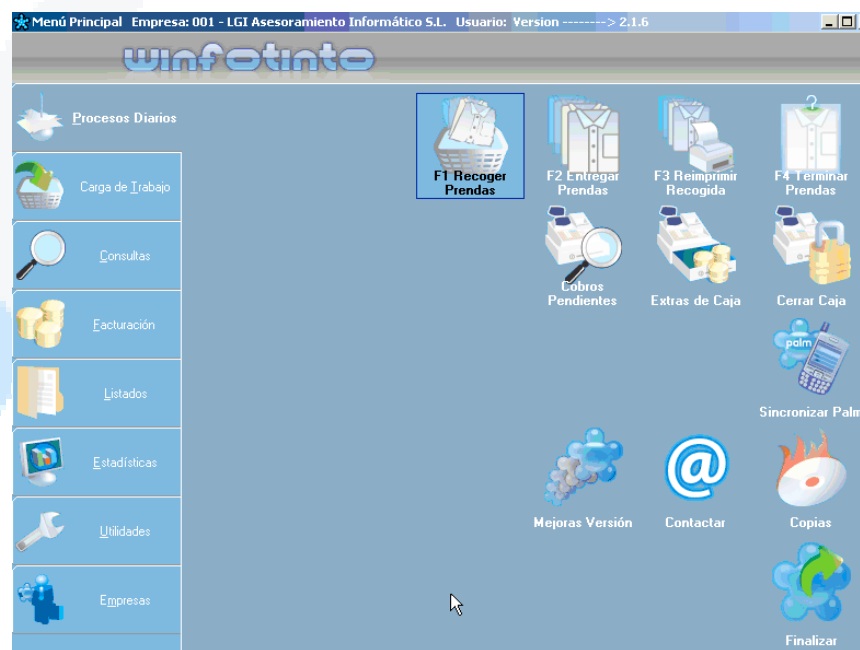 Menú Principal Empresa: 001 - LGI Asesoramiento Informático S.L. Usuario: Version --------> 2.1.6
winfotinto
Procesos Diarios
Carga de Trabajo
Consultas
Facturación
Listados
Estadísticas
Utilidades
Empresas
F1 Recoger
Prendas
F2 Entregar
Prendas
F3 Reimprimir
Recogida
F4 Terminar
Prendas
Cobros
Pendientes
Extras de Caja
Cerrar Caja
palm
Sincronizar Palm
Mejoras Versión
Contactar
Copias
Finalizar